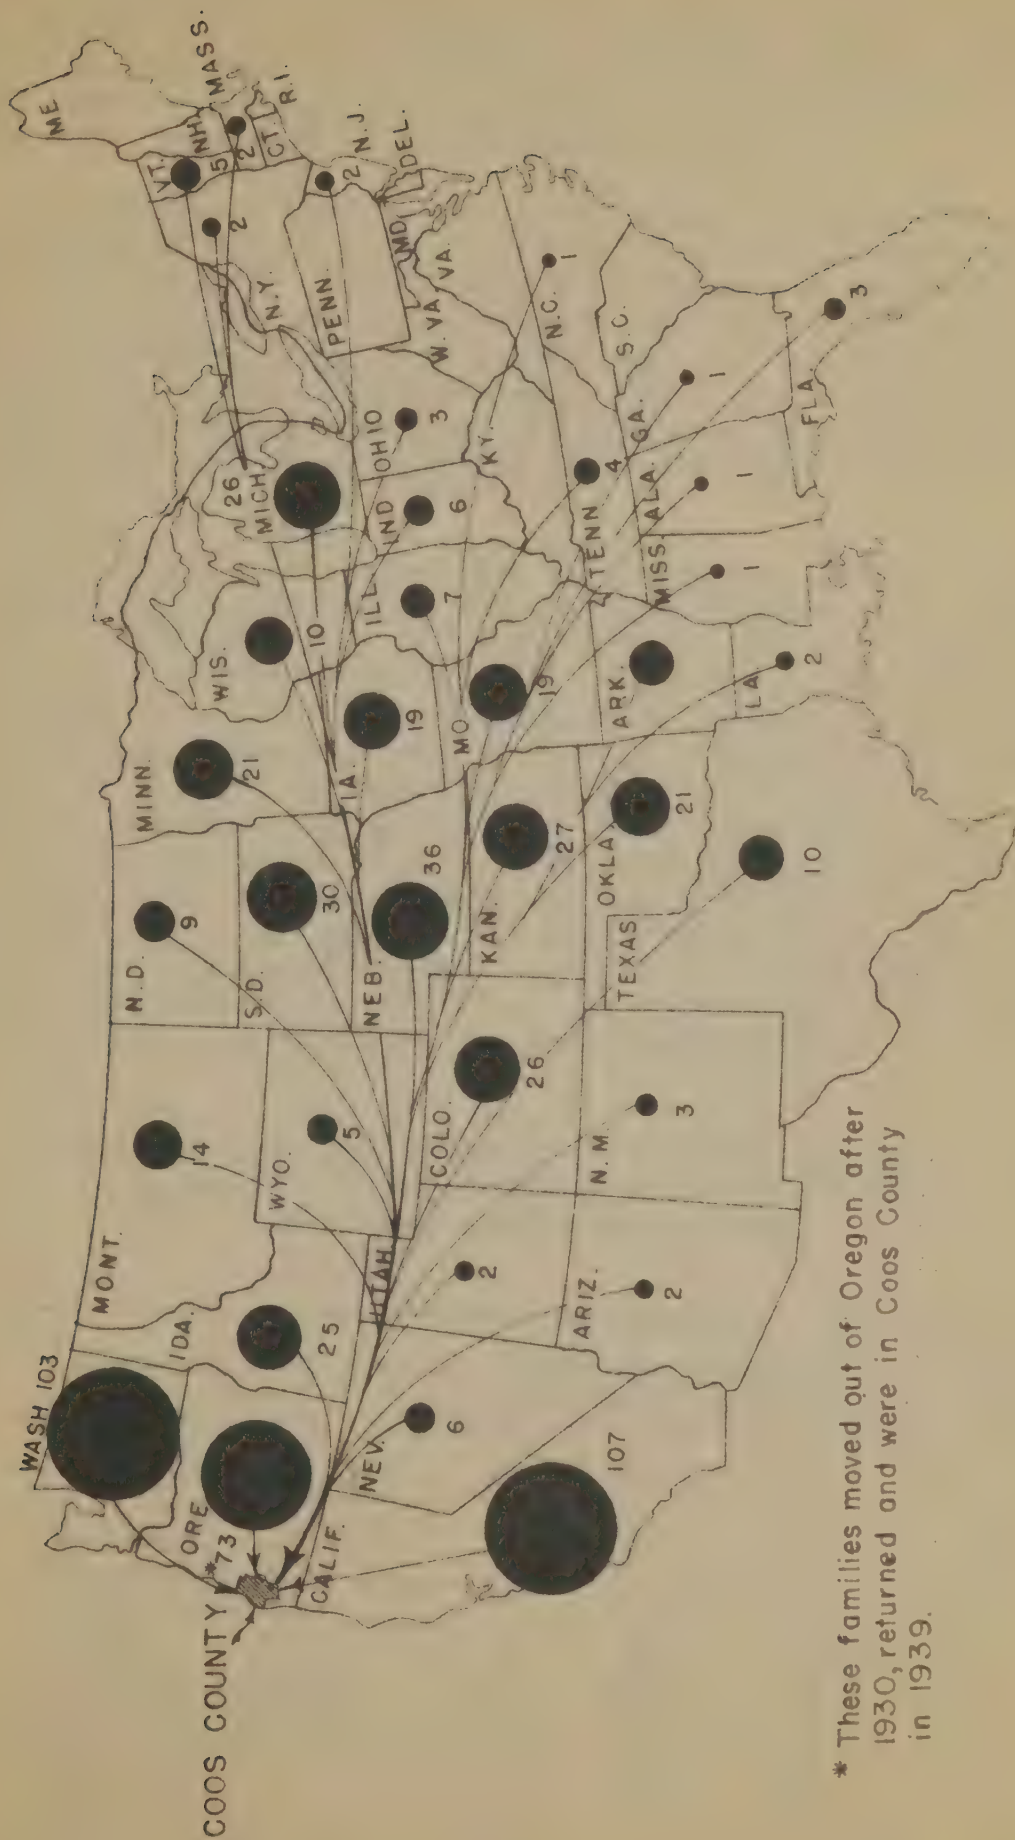 COOS COUNTY
WASH 103
ORE
*73
CALIF.
107
NEV.
6
IDA.
25
MONT.
14
UTAH
2
ARIZ.
2
WYO.
5
COLO.
26
N. M.
3
N.D.
9
S.D.
30
NEB.
36
KAN.
27
OKLA
21
TEXAS
10
MINN.
21
IA.
19
MO
19
ARK.
LA
2
WIS.
10
ILL
7
MICH.
26
IND
6
OHIO
3
KY.
TENN
4
MISS.
1
ALA.
1
GA.
1
FLA
3
S.C.
N.C.
1
W. VA.
VA.
MD.
DEL.
PENN.
N.J.
2
N.Y.
2
VT.
5
NH.
MASS.
2
CT.
R.I.
ME
* These families moved out of Oregon after
1930, returned and were in Coos County
in 1939.